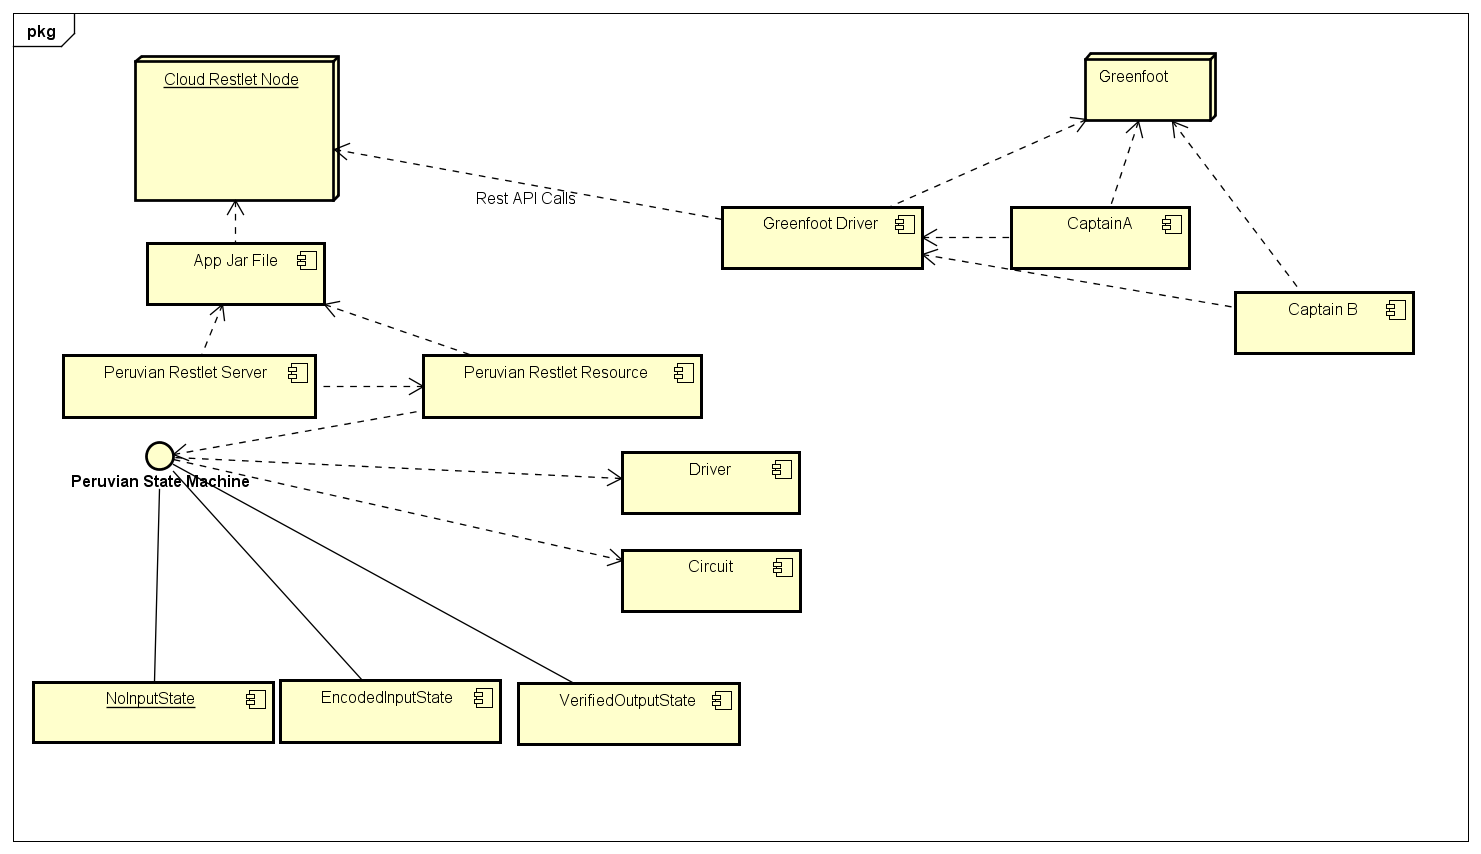 pkg
Cloud Restlet Node
Greenfoot
Rest API Calls
Greenfoot Driver
CaptainA
App Jar File
Captain B
Peruvian Restlet Server
Peruvian Restlet Resource
Peruvian State Machine
Driver
Circuit
NoInputState
EncodedInputState
VerifiedOutputState